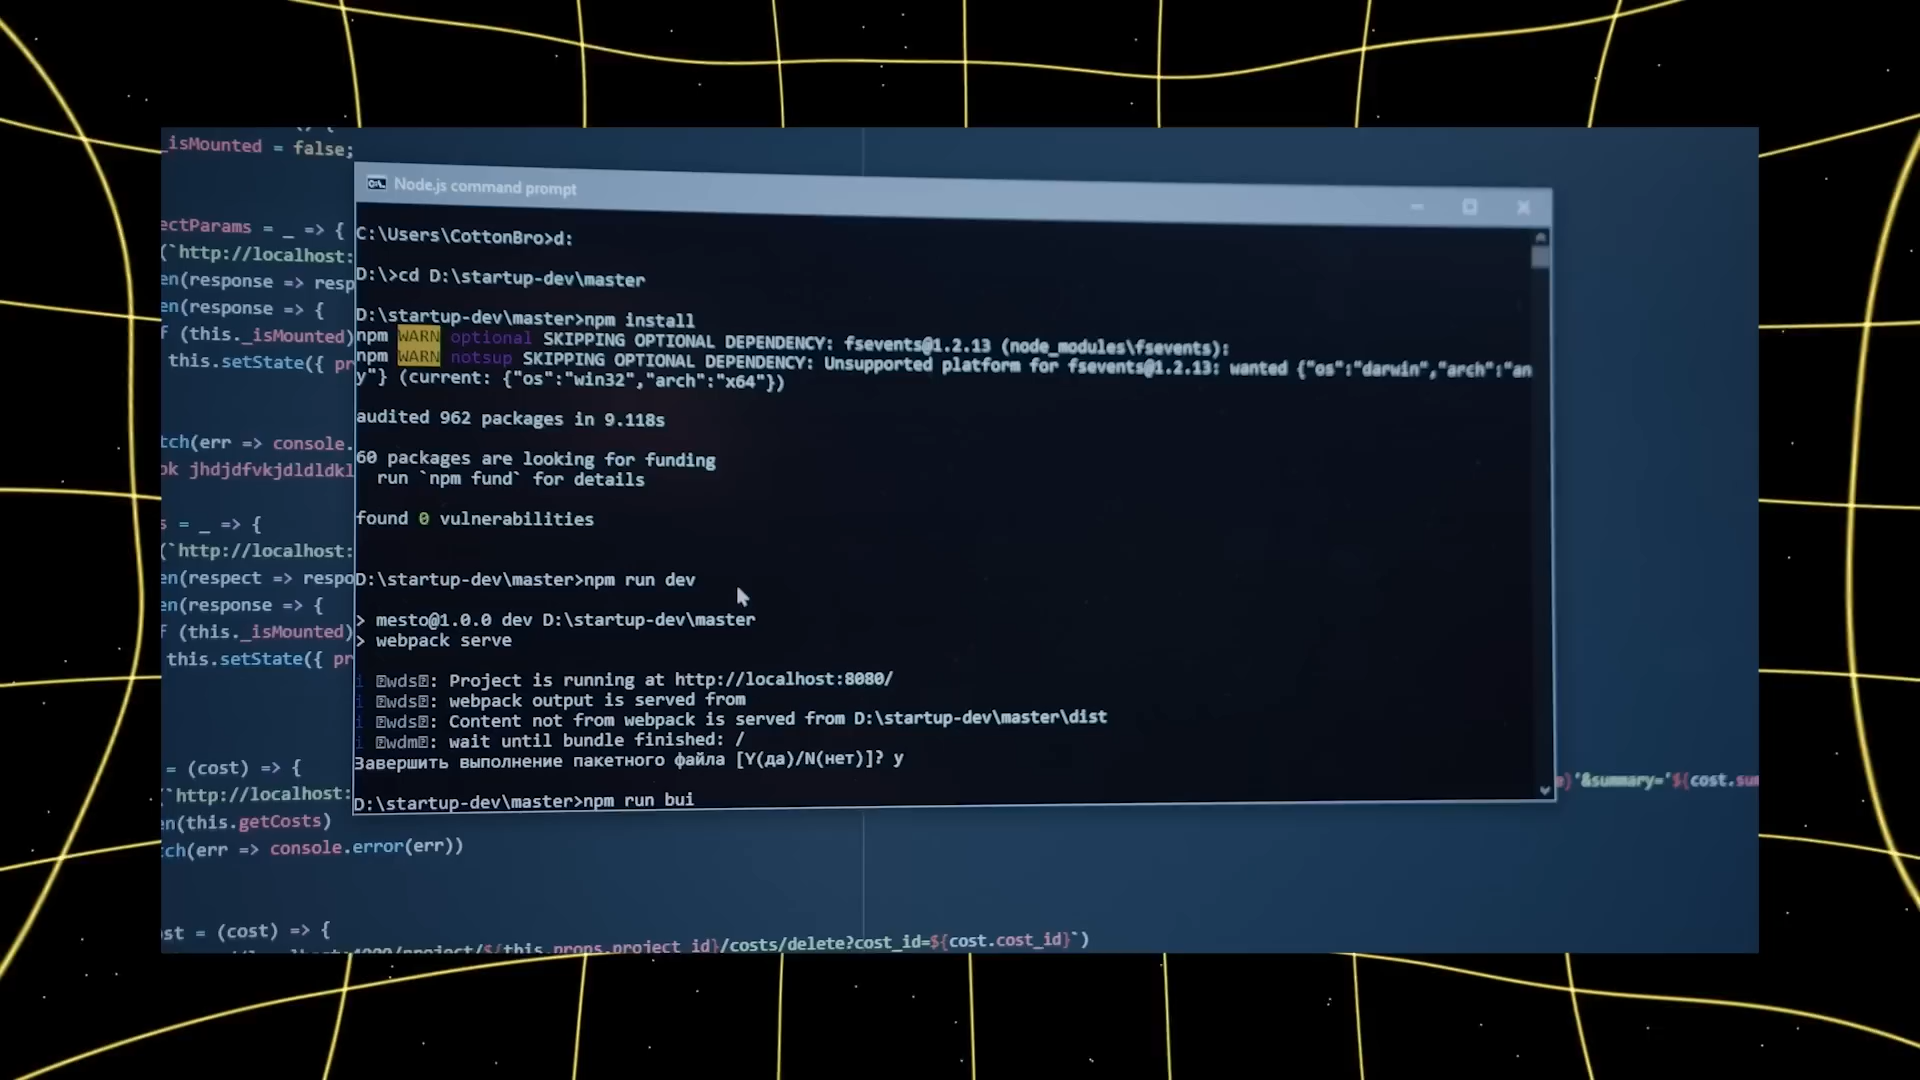 _isMounted = false;
ectParams = _ => {
(`http://localhost:
en(response => resp
en(response => {
f (this._isMounted)
this.setState({ pr
tch(err => console.
ok jhdjdfvkjdldldkl
s = _ => {
(`http://localhost:
en(respect => respo
en(response => {
f (this._isMounted)
this.setState({ pr
= (cost) => {
(`http://localhost:
en(this.getCosts)
tch(err => console.error(err))
ost = (cost) => {
this.props.project_id}/costs/delete?cost_id=${cost.cost_id}`)
Node.js command prompt
C:\Users\CottonBro>d:
D:\>cd D:\startup-dev\master
D:\startup-dev\master>npm install
npm WARN optional SKIPPING OPTIONAL DEPENDENCY: fsevents@1.2.13 (node_modules\fsevents):
npm WARN notsup SKIPPING OPTIONAL DEPENDENCY: Unsupported platform for fsevents@1.2.13: wanted {"os":"darwin","arch":"an
y"} (current: {"os":"win32","arch":"x64"})
audited 962 packages in 9.118s
60 packages are looking for funding
run `npm fund` for details
found 0 vulnerabilities
D:\startup-dev\master>npm run dev
> mesto@1.0.0 dev D:\startup-dev\master
> webpack serve
i ⍰wds⍰: Project is running at http://localhost:8080/
i ⍰wds⍰: webpack output is served from
i ⍰wds⍰: Content not from webpack is served from D:\startup-dev\master\dist
i ⍰wdm⍰: wait until bundle finished: /
Завершить выполнение пакетного файла [Y(да)/N(нет)]? y
D:\startup-dev\master>npm run bui
}'&summary='${cost.sum